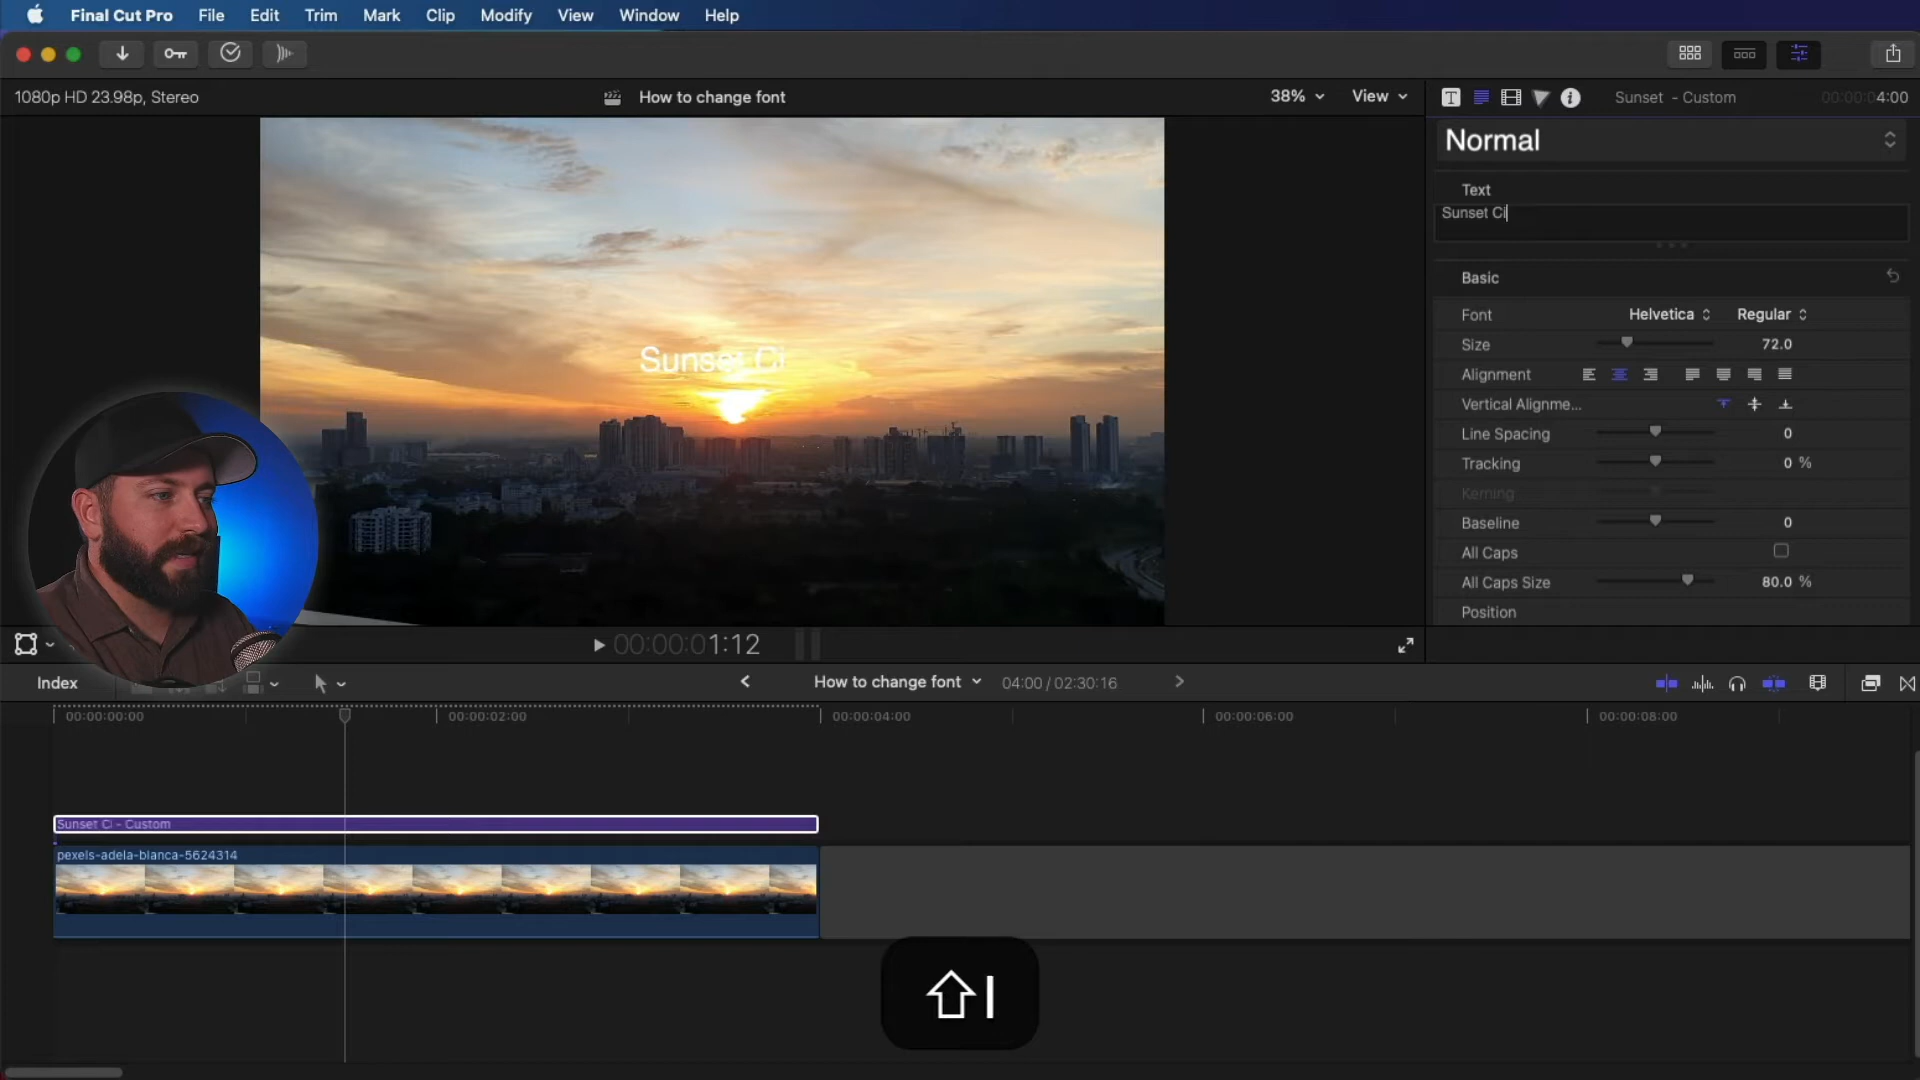 Final Cut Pro File Edit Trim Mark Clip Modify View Window Help
1080p HD 23.98p, Stereo How to change font 38% View Sunset - Custom 00:00:04:00
Normal
Text
Sunset Ci
Basic
Font Helvetica Regular
Size 72.0
Alignment
Vertical Alignme...
Line Spacing 0
Tracking 0 %
Kerning
Baseline 0
All Caps
All Caps Size 80.0 %
Position
Sunset Ci
00:00:01:12
Index How to change font 04:00 / 02:30:16
00:00:00:00 00:00:02:00 00:00:04:00 00:00:06:00 00:00:08:00
Sunset Ci - Custom
pexels-adela-blanca-5624314
⇧I